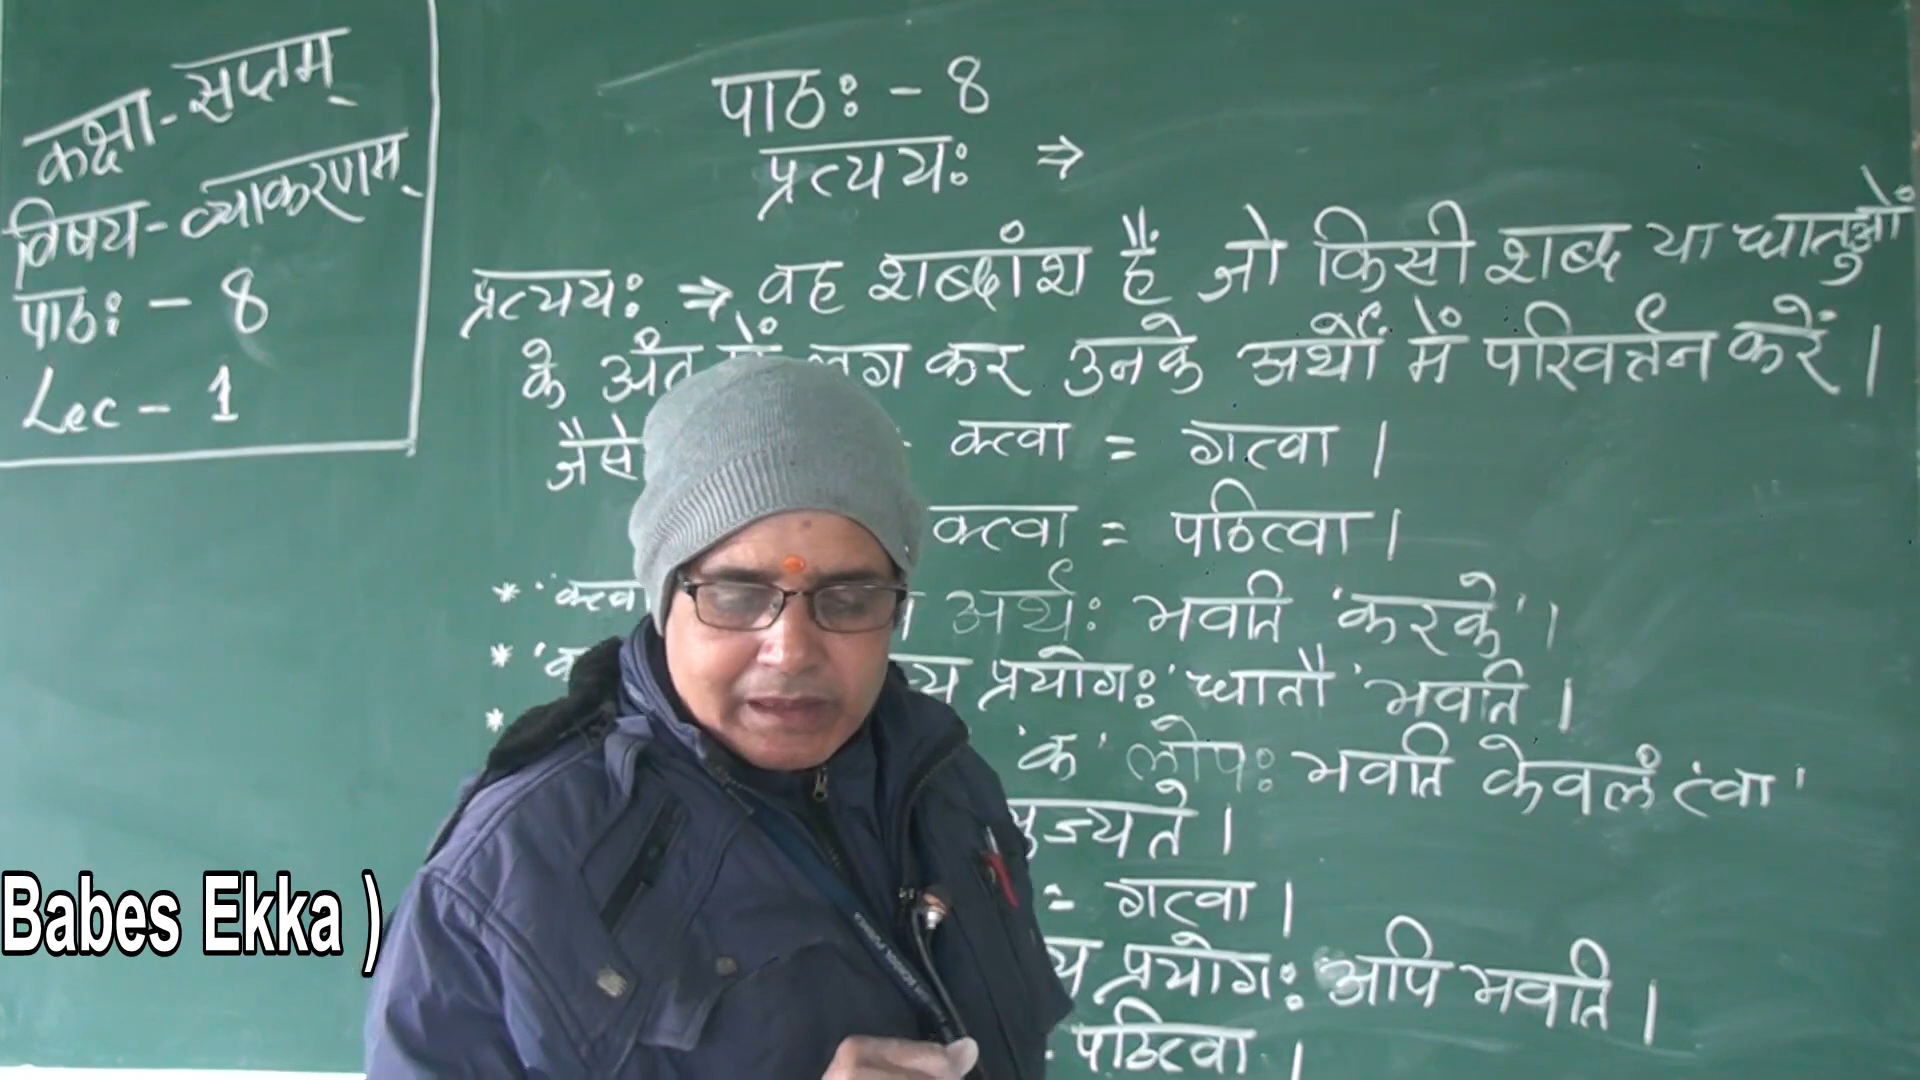 कक्षा - सप्तम्
विषय - व्याकरणम्
पाठः - 8
Lec - 1
पाठः - 8
प्रत्ययः ⇒
प्रत्ययः ⇒ वह शब्दांश है जो किसी शब्द या धातुओं
के अंत में लग कर उनके अर्थों में परिवर्त्तन करें ।
जैसे क्त्वा = गत्वा ।
क्त्वा = पठित्वा ।
* 'क्त्वा अर्थः भवति 'करके' ।
* प्रयोगः 'धातौ' भवति ।
* 'क' लोपः भवति केवलं 'त्वा'
= गत्वा ।
प्रयोगः अपि भवति ।
पठित्वा ।
Babes Ekka )